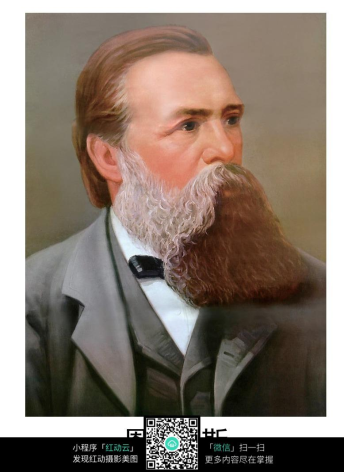 斯
小程序「红动云」
发现红动摄影美图
「微信」扫一扫
更多内容尽在掌握